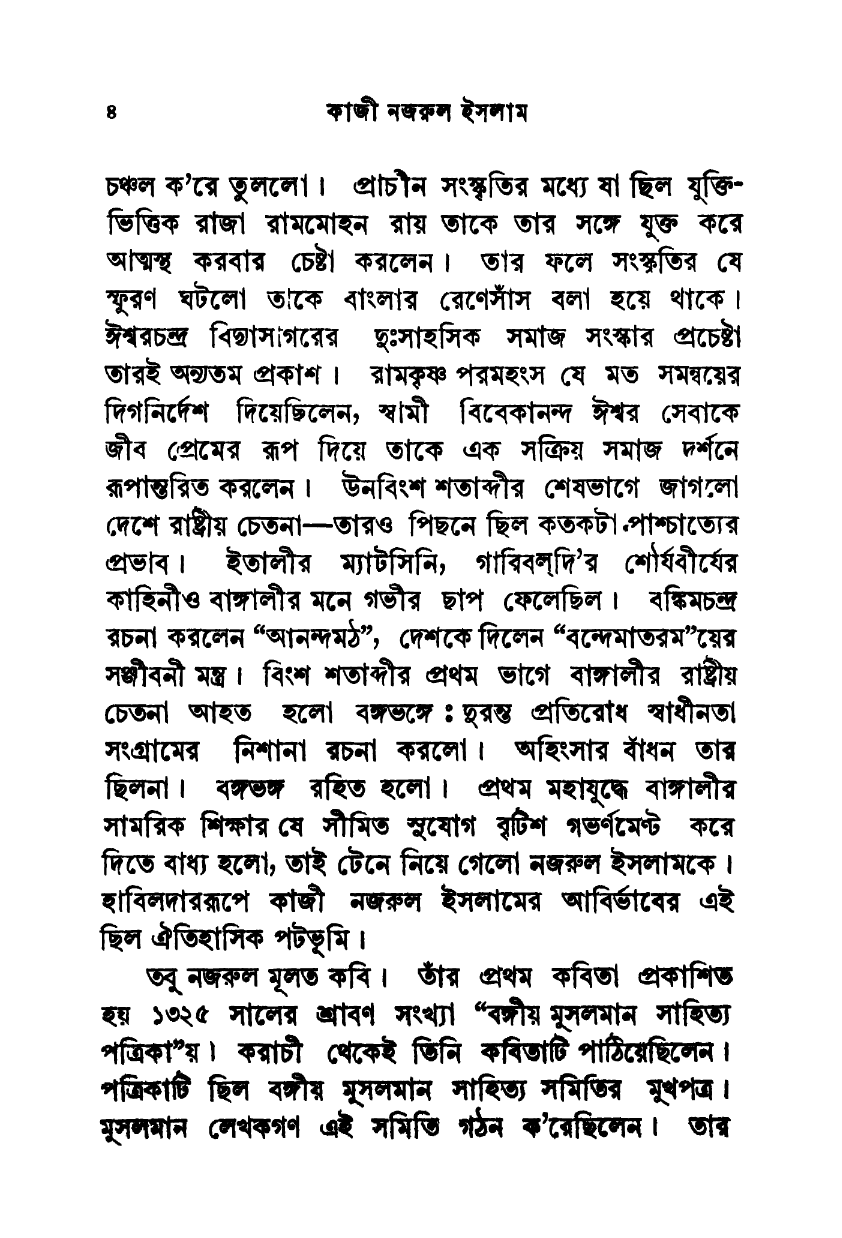 ৪ কাজী নজরুল ইসলাম
চঞ্চল ক’রে তুললো। প্রাচীন সংস্কৃতির মধ্যে যা ছিল যুক্তি-
ভিত্তিক রাজা রামমোহন রায় তাকে তার সঙ্গে যুক্ত করে
আত্মস্থ করবার চেষ্টা করলেন। তার ফলে সংস্কৃতির যে
স্ফুরণ ঘটলো তাকে বাংলার রেণেসাঁস বলা হয়ে থাকে।
ঈশ্বরচন্দ্র বিদ্যাসাগরের দুঃসাহসিক সমাজ সংস্কার প্রচেষ্টা
তারই অন্যতম প্রকাশ। রামকৃষ্ণ পরমহংস যে মত সমন্বয়ের
দিগনির্দেশ দিয়েছিলেন, স্বামী বিবেকানন্দ ঈশ্বর সেবাকে
জীব প্রেমের রূপ দিয়ে তাকে এক সক্রিয় সমাজ দর্শনে
রূপান্তরিত করলেন। উনবিংশ শতাব্দীর শেষভাগে জাগলো
দেশে রাষ্ট্রীয় চেতনা—তারও পিছনে ছিল কতকটা পাশ্চাত্যের
প্রভাব। ইতালীর ম্যাটসিনি, গারিবল্‌দি’র শৌর্যবীর্যের
কাহিনীও বাঙ্গালীর মনে গভীর ছাপ ফেলেছিল। বঙ্কিমচন্দ্র
রচনা করলেন “আনন্দমঠ”, দেশকে দিলেন “বন্দেমাতরম”য়ের
সঞ্জীবনী মন্ত্র। বিংশ শতাব্দীর প্রথম ভাগে বাঙ্গালীর রাষ্ট্রীয়
চেতনা আহত হলো বঙ্গভঙ্গে : দুরন্ত প্রতিরোধ স্বাধীনতা
সংগ্রামের নিশানা রচনা করলো। অহিংসার বাঁধন তার
ছিলনা। বঙ্গভঙ্গ রহিত হলো। প্রথম মহাযুদ্ধে বাঙ্গালীর
সামরিক শিক্ষার যে সীমিত সুযোগ বৃটিশ গভর্ণমেণ্ট করে
দিতে বাধ্য হলো, তাই টেনে নিয়ে গেলো নজরুল ইসলামকে।
হাবিলদাররূপে কাজী নজরুল ইসলামের আবির্ভাবের এই
ছিল ঐতিহাসিক পটভূমি।
তবু নজরুল মূলত কবি। তাঁর প্রথম কবিতা প্রকাশিত
হয় ১৩২৫ সালের শ্রাবণ সংখ্যা “বঙ্গীয় মুসলমান সাহিত্য
পত্রিকা”য়। করাচী থেকেই তিনি কবিতাটি পাঠিয়েছিলেন।
পত্রিকাটি ছিল বঙ্গীয় মুসলমান সাহিত্য সমিতির মুখপত্র।
মুসলমান লেখকগণ এই সমিতি গঠন ক’রেছিলেন। তার